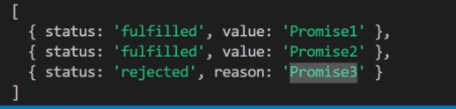 [
{ status: 'fulfilled', value: 'Promise1' },
{ status: 'fulfilled', value: 'Promise2' },
{ status: 'rejected', reason: 'Promise3' }
]